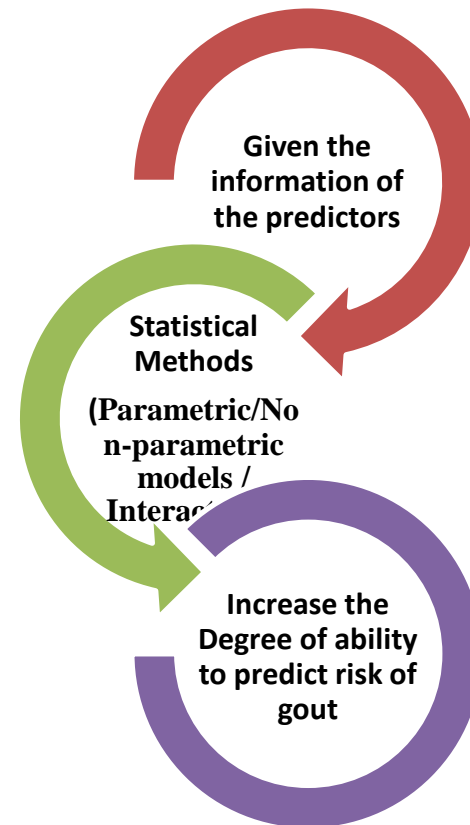 Given the
information of
the predictors
Statistical
Methods
(Parametric/No
n-parametric
models /
Increase the
Degree of ability
to predict risk of
gout